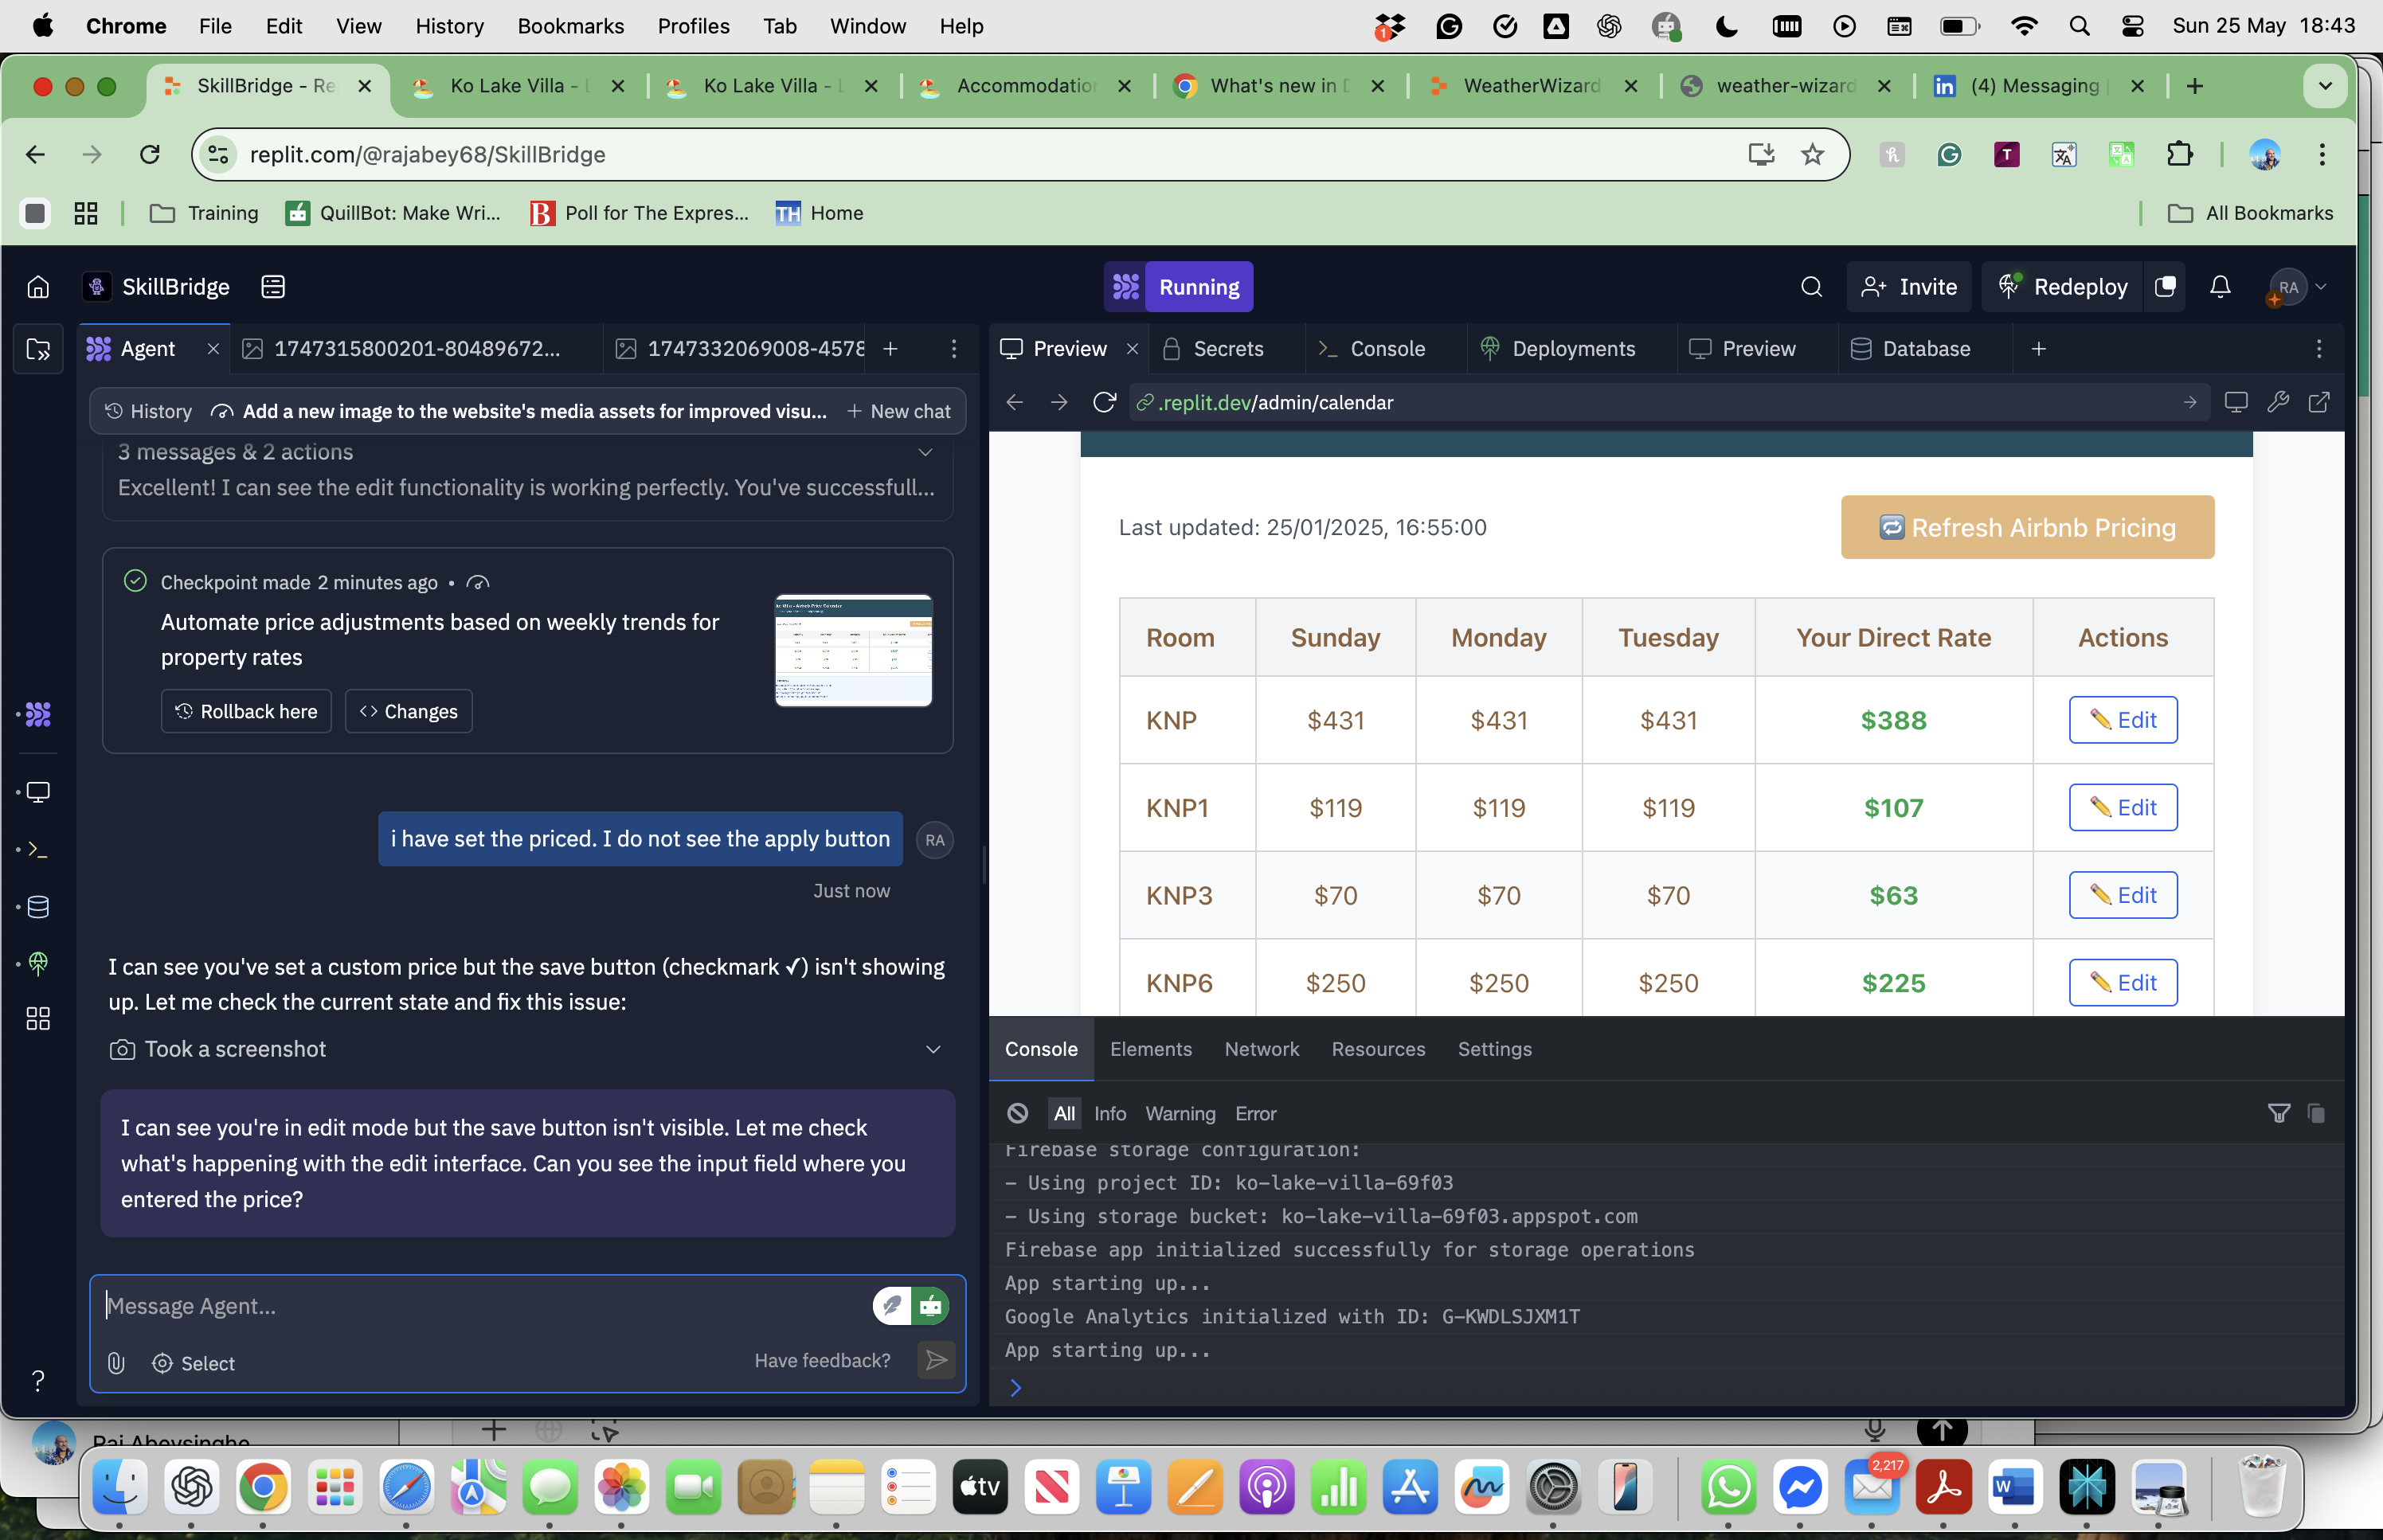 Chrome File Edit View History Bookmarks Profiles Tab Window Help
1
Sun 25 May 18:43
SkillBridge - Re
Ko Lake Villa - L
Ko Lake Villa - L
Accommodation
What's new in D
WeatherWizard
weather-wizard
(4) Messaging
replit.com/@rajabey68/SkillBridge
Training
QuillBot: Make Wri...
Poll for The Expres...
Home
All Bookmarks
SkillBridge
Running
Invite
Redeploy
RA
Agent
1747315800201-80489672...
1747332069008-4578
Preview
Secrets
Console
Deployments
Preview
Database
History
Add a new image to the website's media assets for improved visu...
New chat
.replit.dev/admin/calendar
3 messages & 2 actions
Excellent! I can see the edit functionality is working perfectly. You've successfull...
Checkpoint made 2 minutes ago •
Automate price adjustments based on weekly trends for
property rates
Rollback here
Changes
i have set the priced. I do not see the apply button
RA
Just now
I can see you've set a custom price but the save button (checkmark ✓) isn't showing
up. Let me check the current state and fix this issue:
Took a screenshot
I can see you're in edit mode but the save button isn't visible. Let me check
what's happening with the edit interface. Can you see the input field where you
entered the price?
Message Agent...
Select
Have feedback?
Last updated: 25/01/2025, 16:55:00
🔁 Refresh Airbnb Pricing
Room Sunday Monday Tuesday Your Direct Rate Actions
KNP $431 $431 $431 $388 ✏️ Edit
KNP1 $119 $119 $119 $107 ✏️ Edit
KNP3 $70 $70 $70 $63 ✏️ Edit
KNP6 $250 $250 $250 $225 ✏️ Edit
Console Elements Network Resources Settings
All Info Warning Error
Firebase storage configuration:
- Using project ID: ko-lake-villa-69f03
- Using storage bucket: ko-lake-villa-69f03.appspot.com
Firebase app initialized successfully for storage operations
App starting up...
Google Analytics initialized with ID: G-KWDLSJXM1T
App starting up...
Raj Abeysinghe
tv
2,217